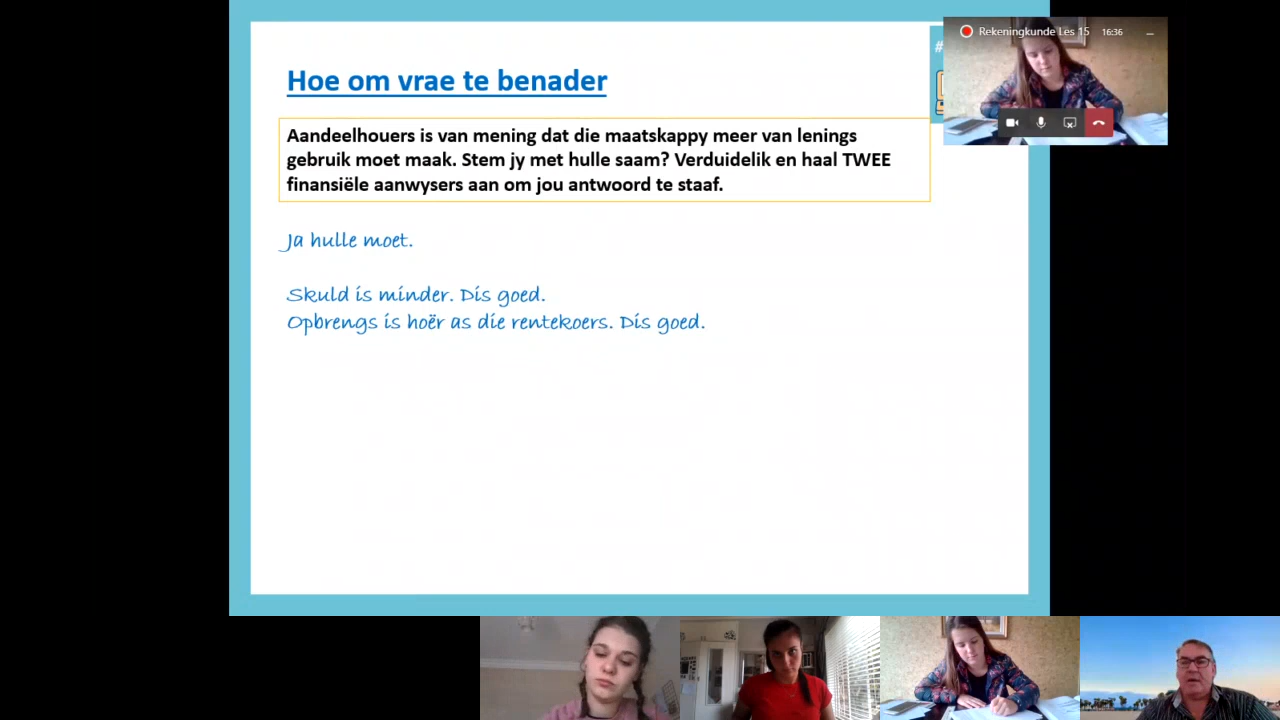 Hoe om vrae te benader
Aandeelhouers is van mening dat die maatskappy meer van lenings
gebruik moet maak. Stem jy met hulle saam? Verduidelik en haal TWEE
finansiële aanwysers aan om jou antwoord te staaf.
Ja hulle moet.
Skuld is minder. Dis goed.
Opbrengs is hoër as die rentekoers. Dis goed.
#
Rekeningkunde Les 15 16:36